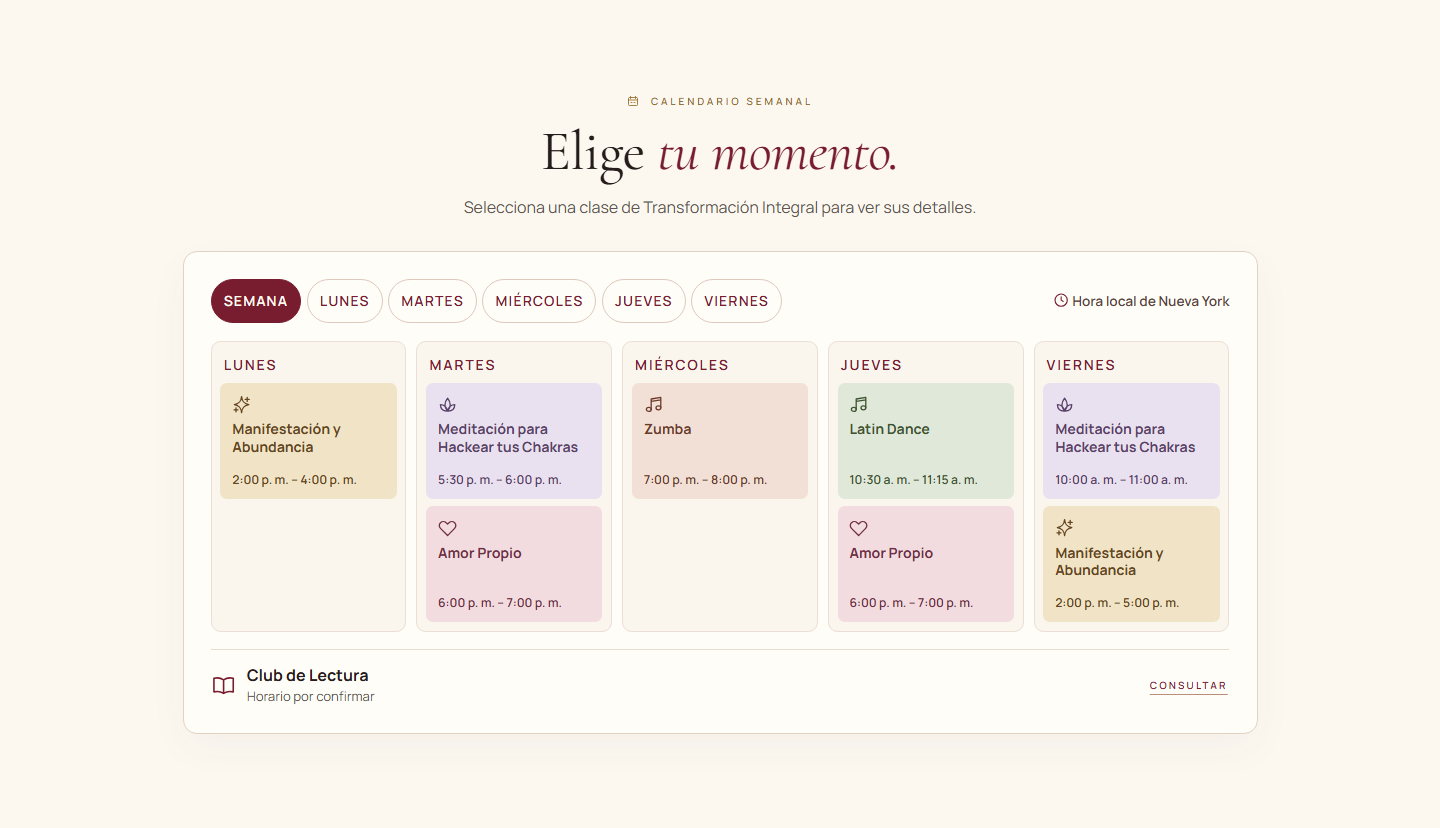 CALENDARIO SEMANAL
Elige tu momento.
Selecciona una clase de Transformación Integral para ver sus detalles.
SEMANA
LUNES
MARTES
MIÉRCOLES
JUEVES
VIERNES
Hora local de Nueva York
LUNES
Manifestación y
Abundancia
2:00 p. m. – 4:00 p. m.
MARTES
Meditación para
Hackear tus Chakras
5:30 p. m. – 6:00 p. m.
Amor Propio
6:00 p. m. – 7:00 p. m.
MIÉRCOLES
Zumba
7:00 p. m. – 8:00 p. m.
JUEVES
Latin Dance
10:30 a. m. – 11:15 a. m.
Amor Propio
6:00 p. m. – 7:00 p. m.
VIERNES
Meditación para
Hackear tus Chakras
10:00 a. m. – 11:00 a. m.
Manifestación y
Abundancia
2:00 p. m. – 5:00 p. m.
Club de Lectura
Horario por confirmar
CONSULTAR